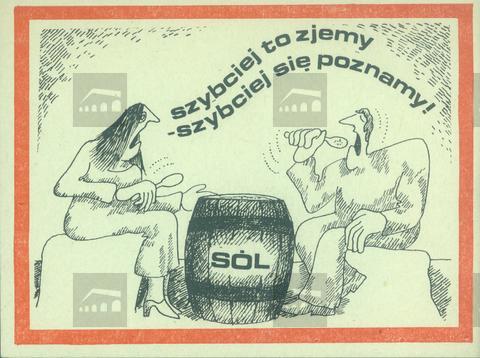 szybciej to zjemy
-szybciej się poznamy!
SÓL